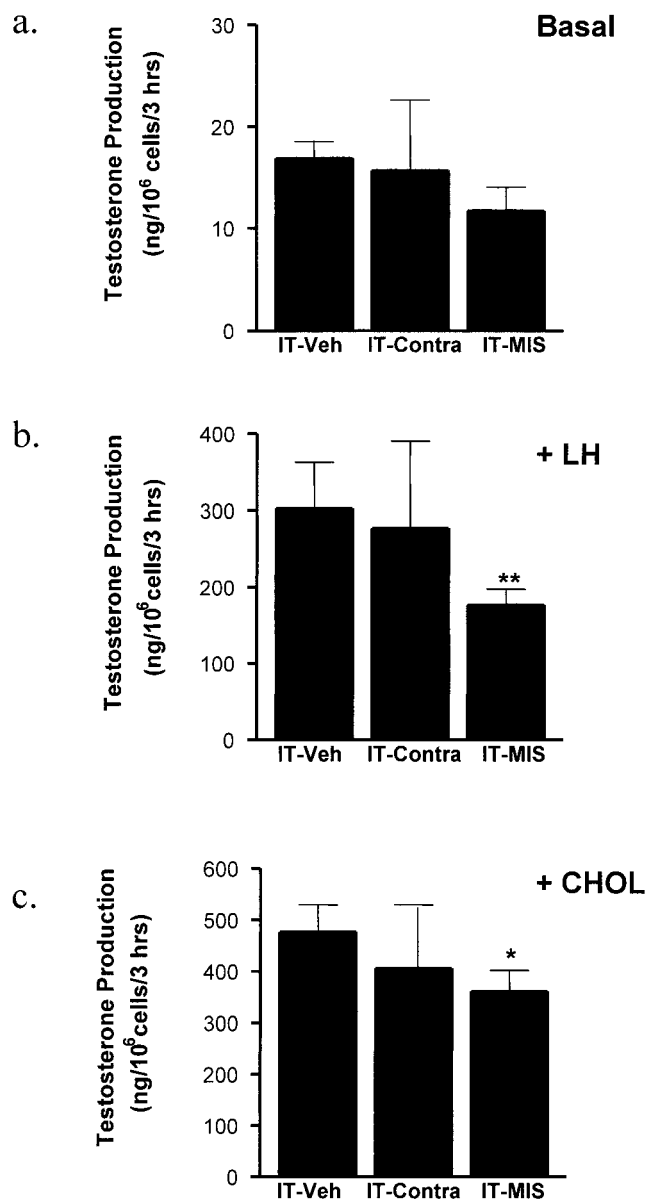 a.
Basal
Testosterone Production
(ng/10⁶ cells/3 hrs)
30
20
10
0
IT-Veh IT-Contra IT-MIS
b.
+ LH
Testosterone Production
(ng/10⁶cells/3 hrs)
400
300
200
100
0
**
IT-Veh IT-Contra IT-MIS
c.
+ CHOL
Testosterone Production
(ng/10⁶cells/3 hrs)
600
500
400
300
200
100
0
*
IT-Veh IT-Contra IT-MIS